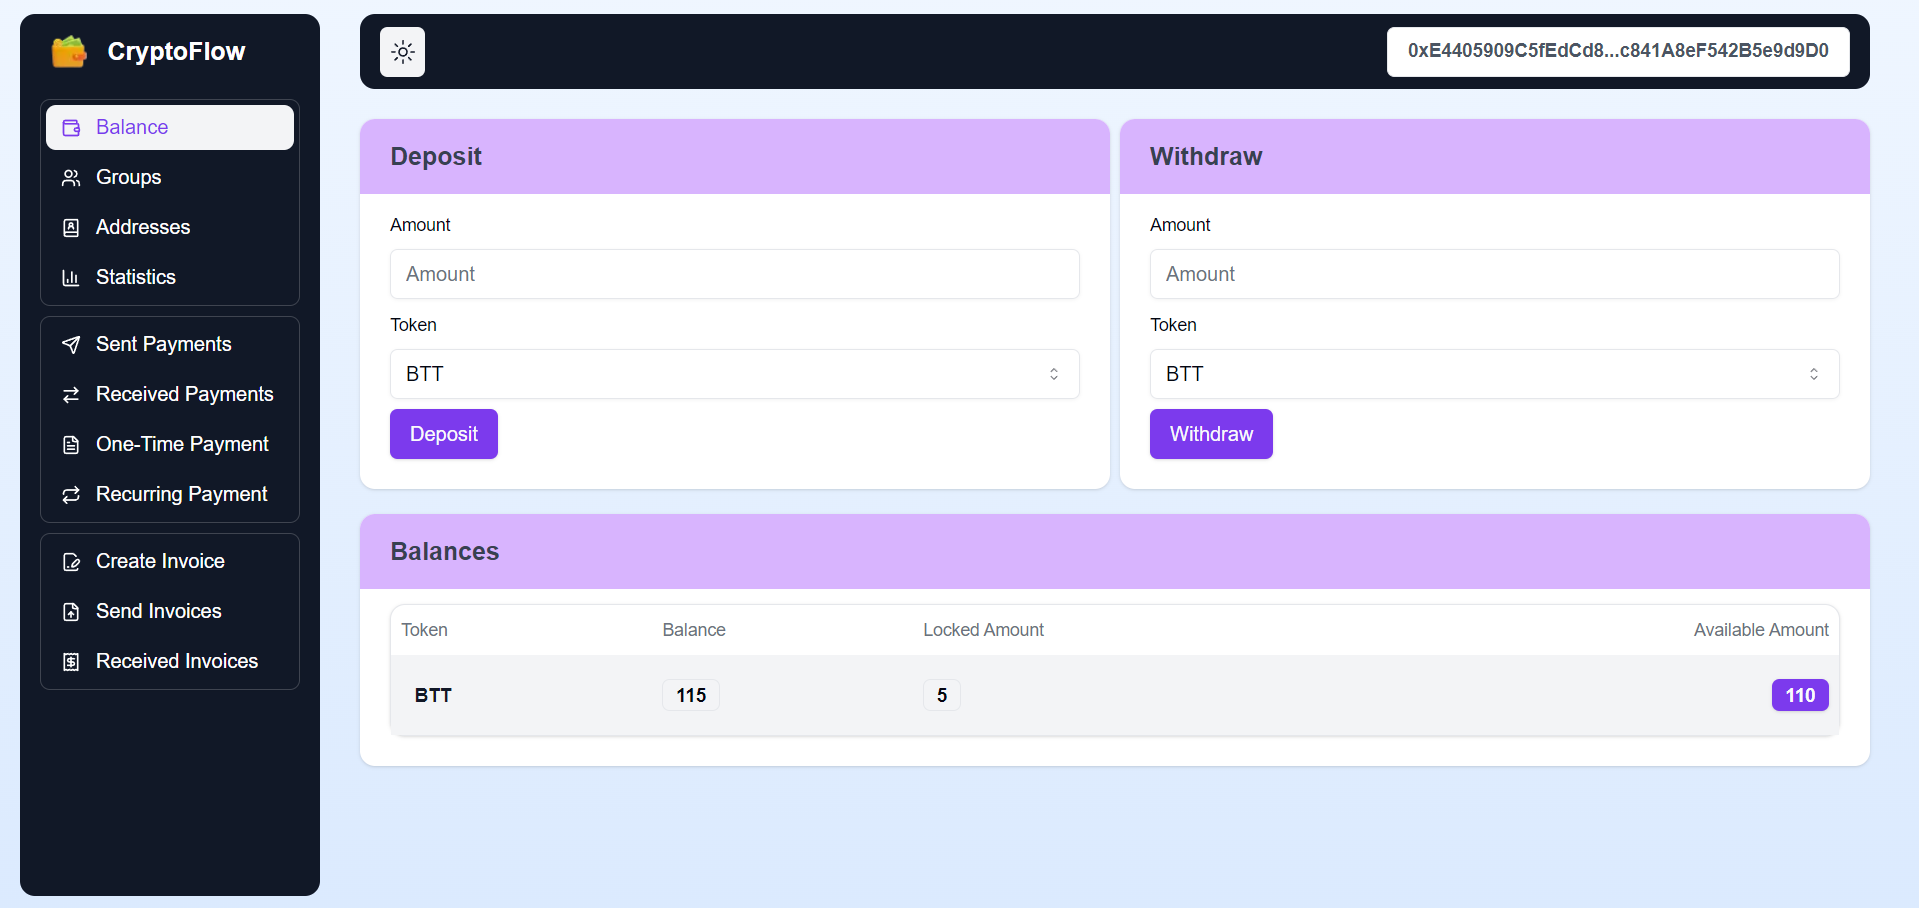 CryptoFlow
Balance
Groups
Addresses
Statistics
Sent Payments
Received Payments
One-Time Payment
Recurring Payment
Create Invoice
Send Invoices
Received Invoices
0xE4405909C5fEdCd8...c841A8eF542B5e9d9D0
Deposit
Amount
Amount
Token
BTT
Deposit
Withdraw
Amount
Amount
Token
BTT
Withdraw
Balances
Token Balance Locked Amount Available Amount
BTT 115 5 110